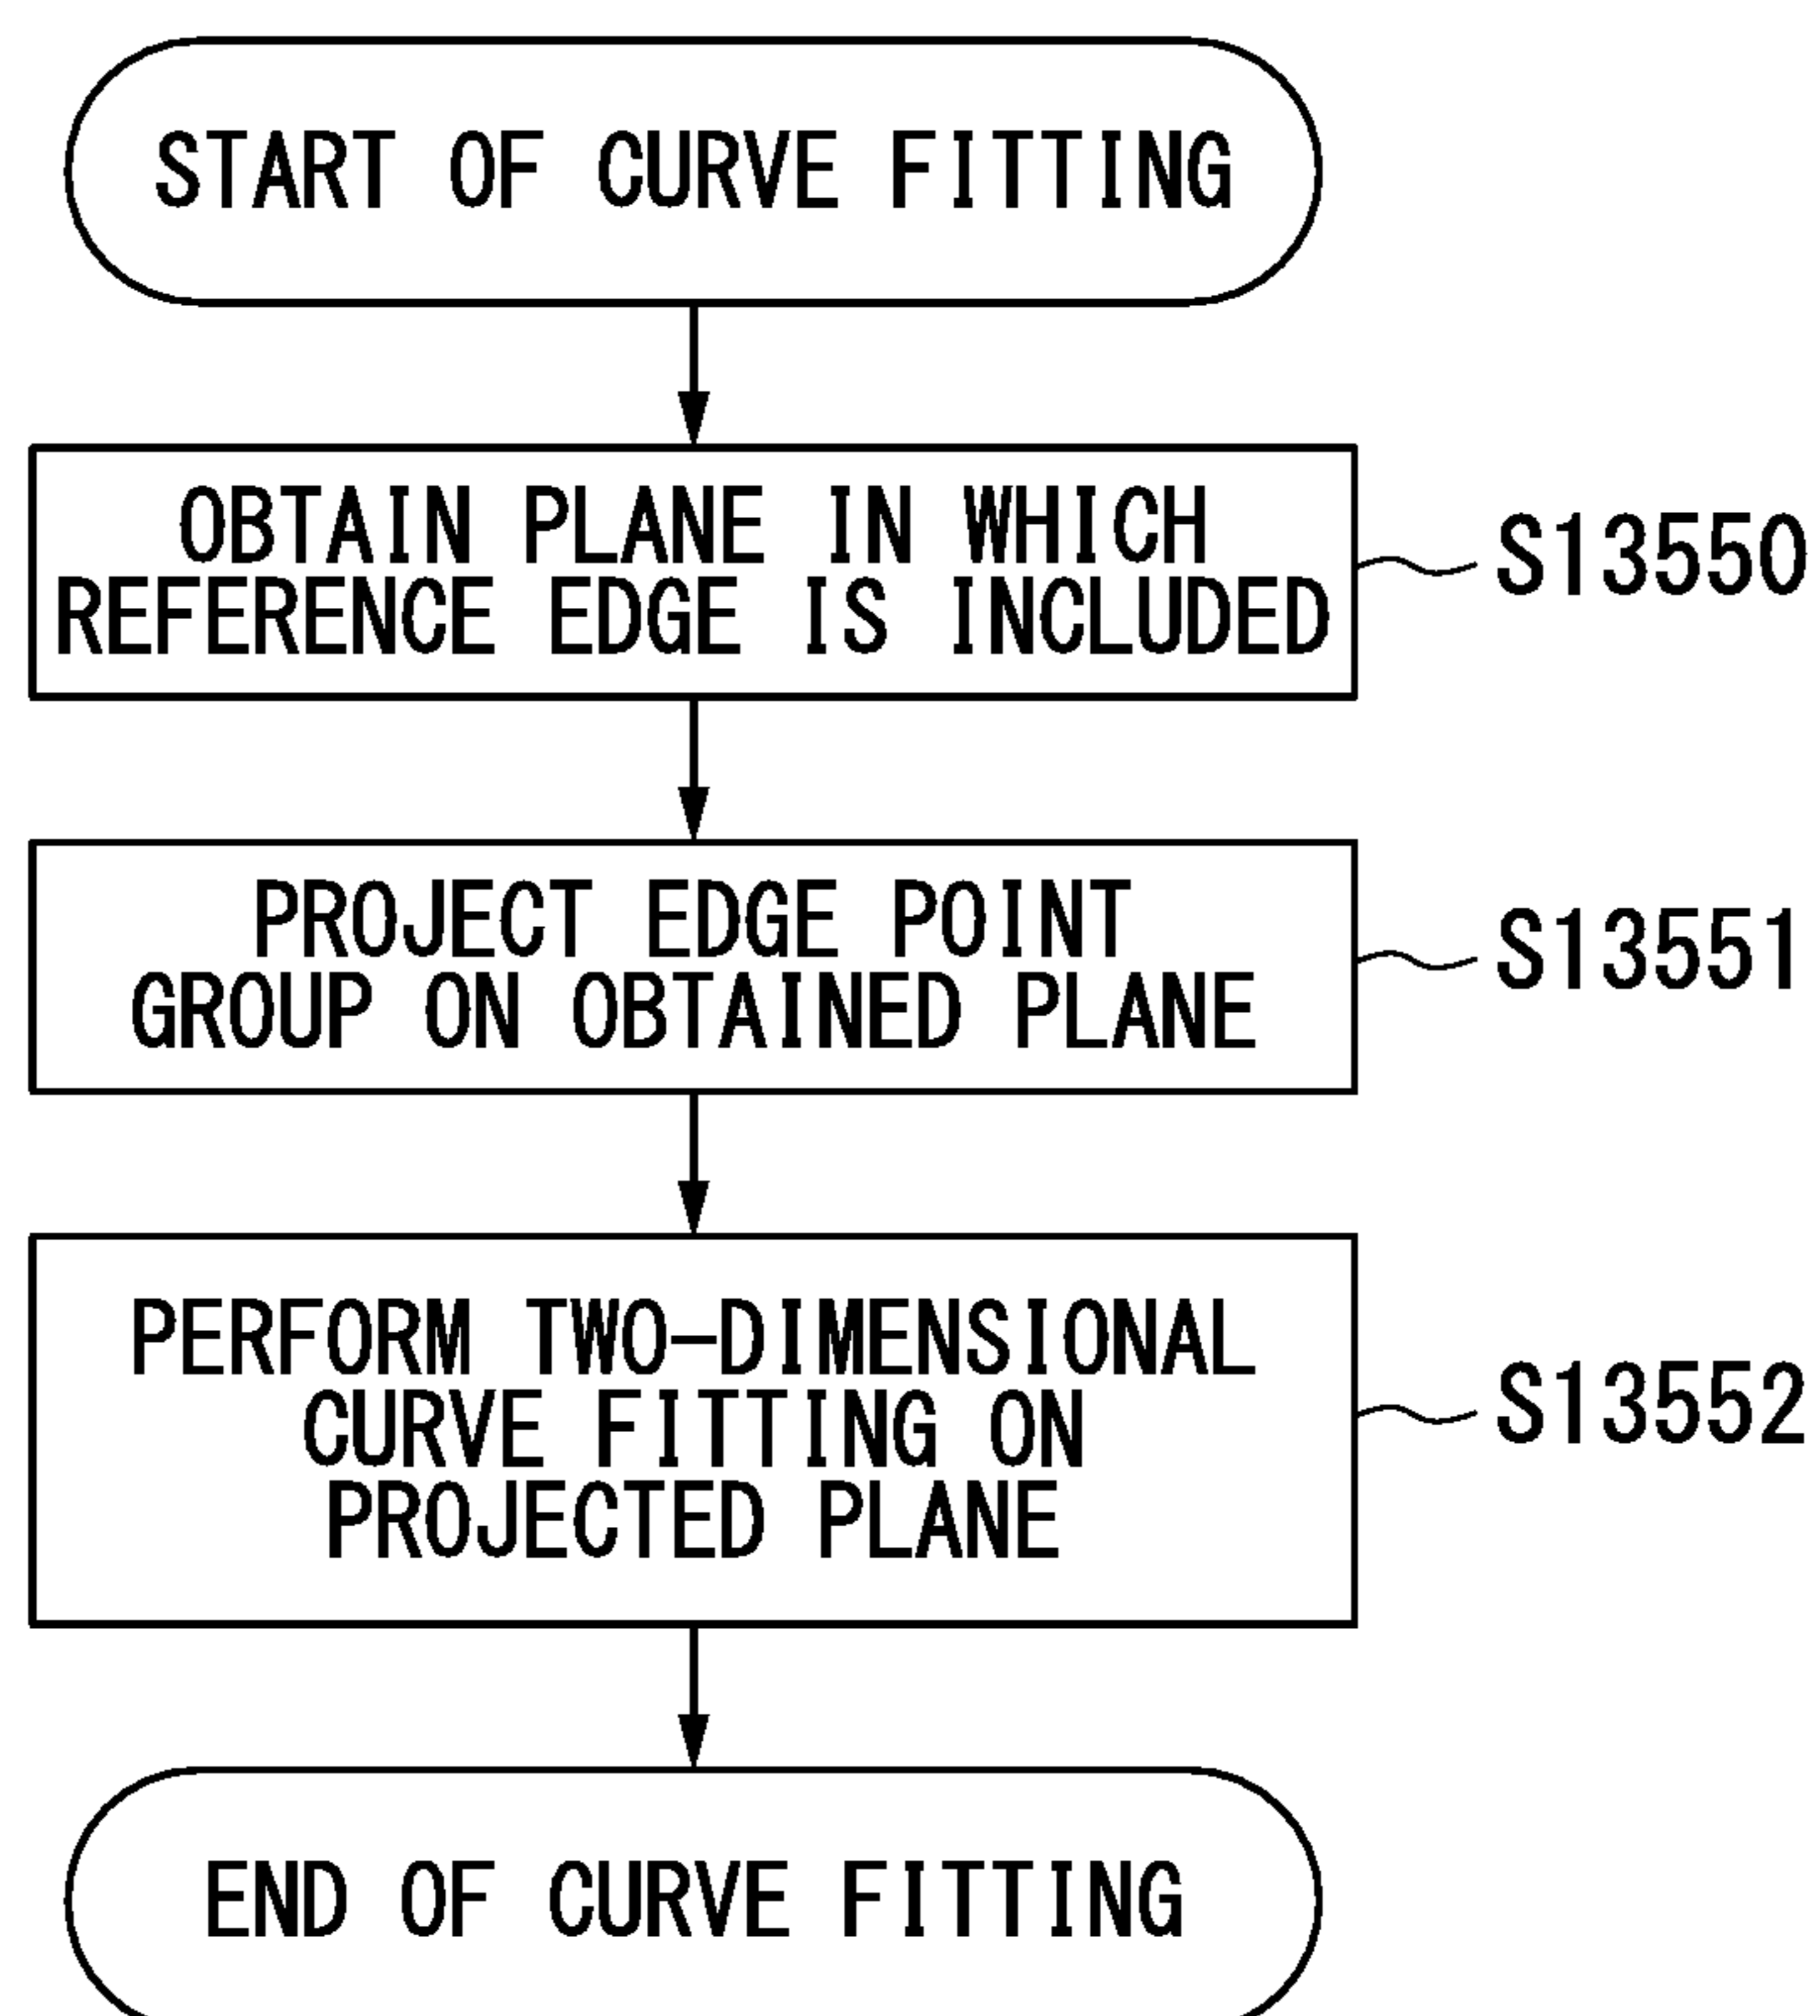 START OF CURVE FITTING
OBTAIN PLANE IN WHICH
REFERENCE EDGE IS INCLUDED
S13550
PROJECT EDGE POINT
GROUP ON OBTAINED PLANE
S13551
PERFORM TWO-DIMENSIONAL
CURVE FITTING ON
PROJECTED PLANE
S13552
END OF CURVE FITTING